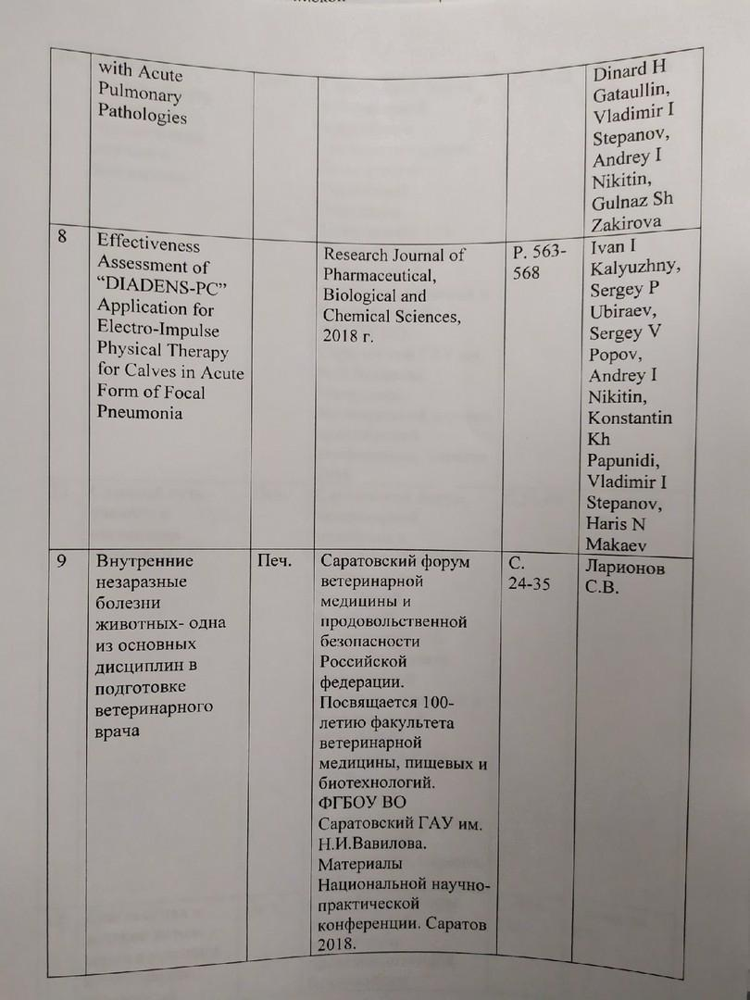 with Acute
Pulmonary
Pathologies
Dinard H
Gataullin,
Vladimir I
Stepanov,
Andrey I
Nikitin,
Gulnaz Sh
Zakirova
8
Effectiveness
Assessment of
“DIADENS-PC”
Application for
Electro-Impulse
Physical Therapy
for Calves in Acute
Form of Focal
Pneumonia
Research Journal of
Pharmaceutical,
Biological and
Chemical Sciences,
2018 г.
P. 563-
568
Ivan I
Kalyuzhny,
Sergey P
Ubiraev,
Sergey V
Popov,
Andrey I
Nikitin,
Konstantin
Kh
Papunidi,
Vladimir I
Stepanov,
Haris N
Makaev
9
Внутренние
незаразные
болезни
животных- одна
из основных
дисциплин в
подготовке
ветеринарного
врача
Печ.
Саратовский форум
ветеринарной
медицины и
продовольственной
безопасности
Российской
федерации.
Посвящается 100-
летию факультета
ветеринарной
медицины, пищевых и
биотехнологий.
ФГБОУ ВО
Саратовский ГАУ им.
Н.И.Вавилова.
Материалы
Национальной научно-
практической
конференции. Саратов
2018.
С.
24-35
Ларионов
С.В.